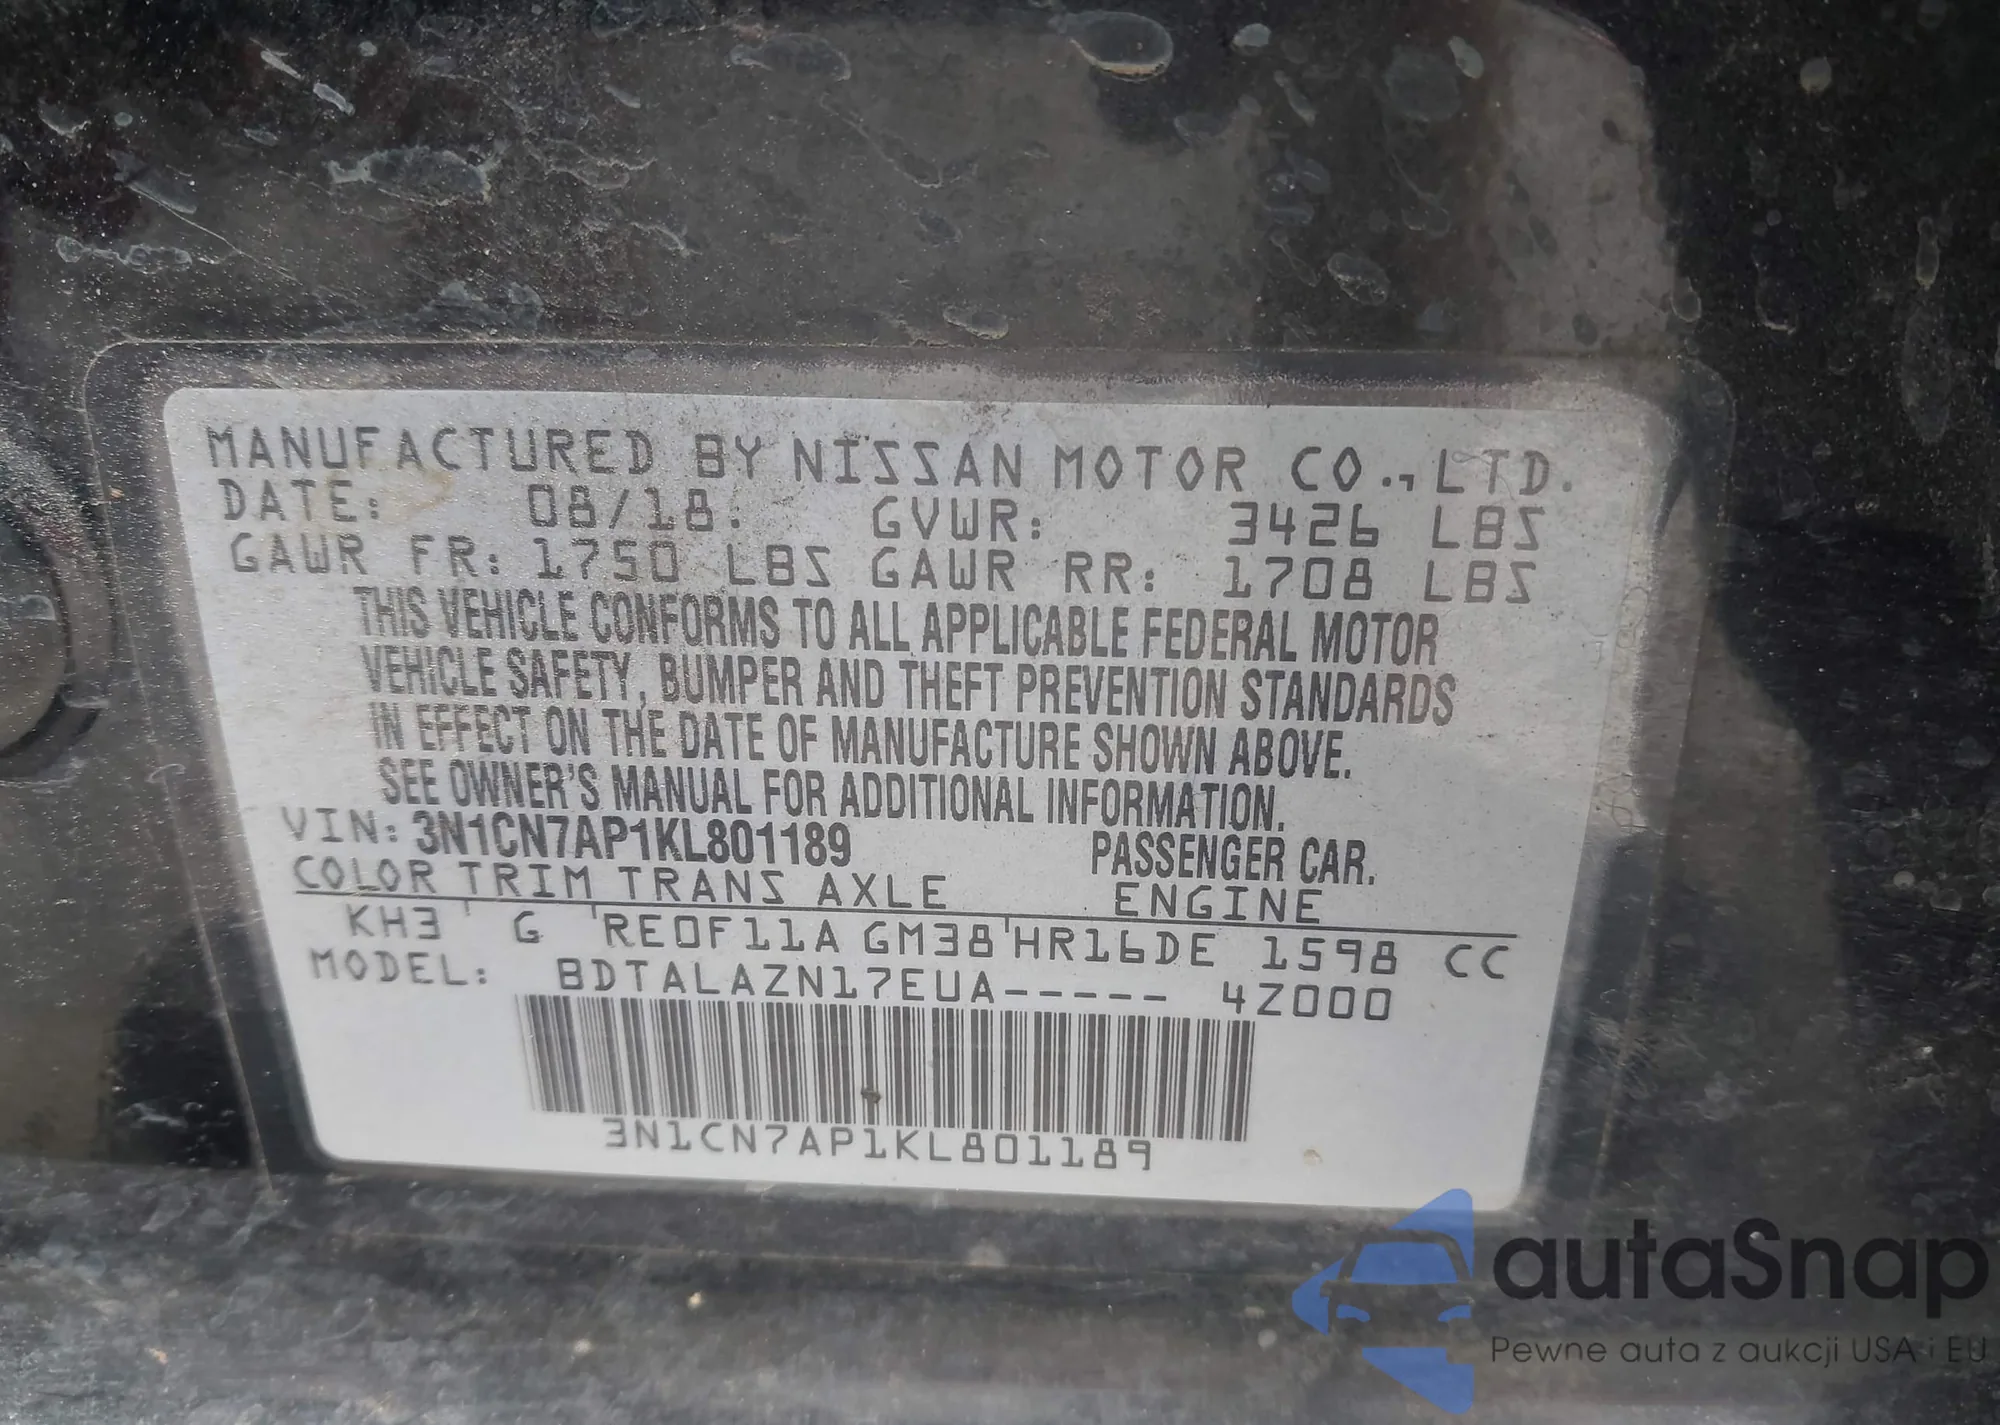 MANUFACTURED BY NISSAN MOTOR CO., LTD.
DATE: 08/18. GVWR: 3426 LBS
GAWR FR: 1750 LBS GAWR RR: 1708 LBS
THIS VEHICLE CONFORMS TO ALL APPLICABLE FEDERAL MOTOR
VEHICLE SAFETY, BUMPER AND THEFT PREVENTION STANDARDS
IN EFFECT ON THE DATE OF MANUFACTURE SHOWN ABOVE.
SEE OWNER'S MANUAL FOR ADDITIONAL INFORMATION.
VIN: 3N1CN7AP1KL801189 PASSENGER CAR.
COLOR TRIM TRANS AXLE ENGINE
KH3 G RE0F11A GM38 HR16DE 1598 CC
MODEL: BDTALAZN17EUA----- 4Z000
3N1CN7AP1KL801189
autaSnap
Pewne auta z aukcji USA i EU